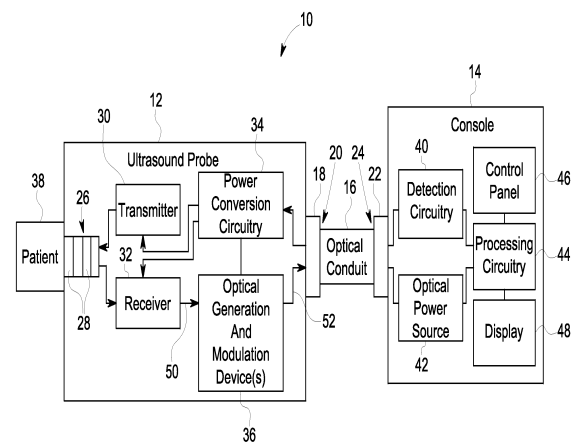 10
14
12
Console
30
34
Ultrasound Probe
18
20
24
22
40
26
38
Power
Conversion
Circuitry
Transmitter
16
Detection
Circuitry
Control
Panel
46
Patient
32
Optical
Conduit
Processing
Circuitry
44
28
Receiver
Optical
Generation
And
Modulation
Device(s)
Optical
Power
Source
50
52
42
Display
48
36